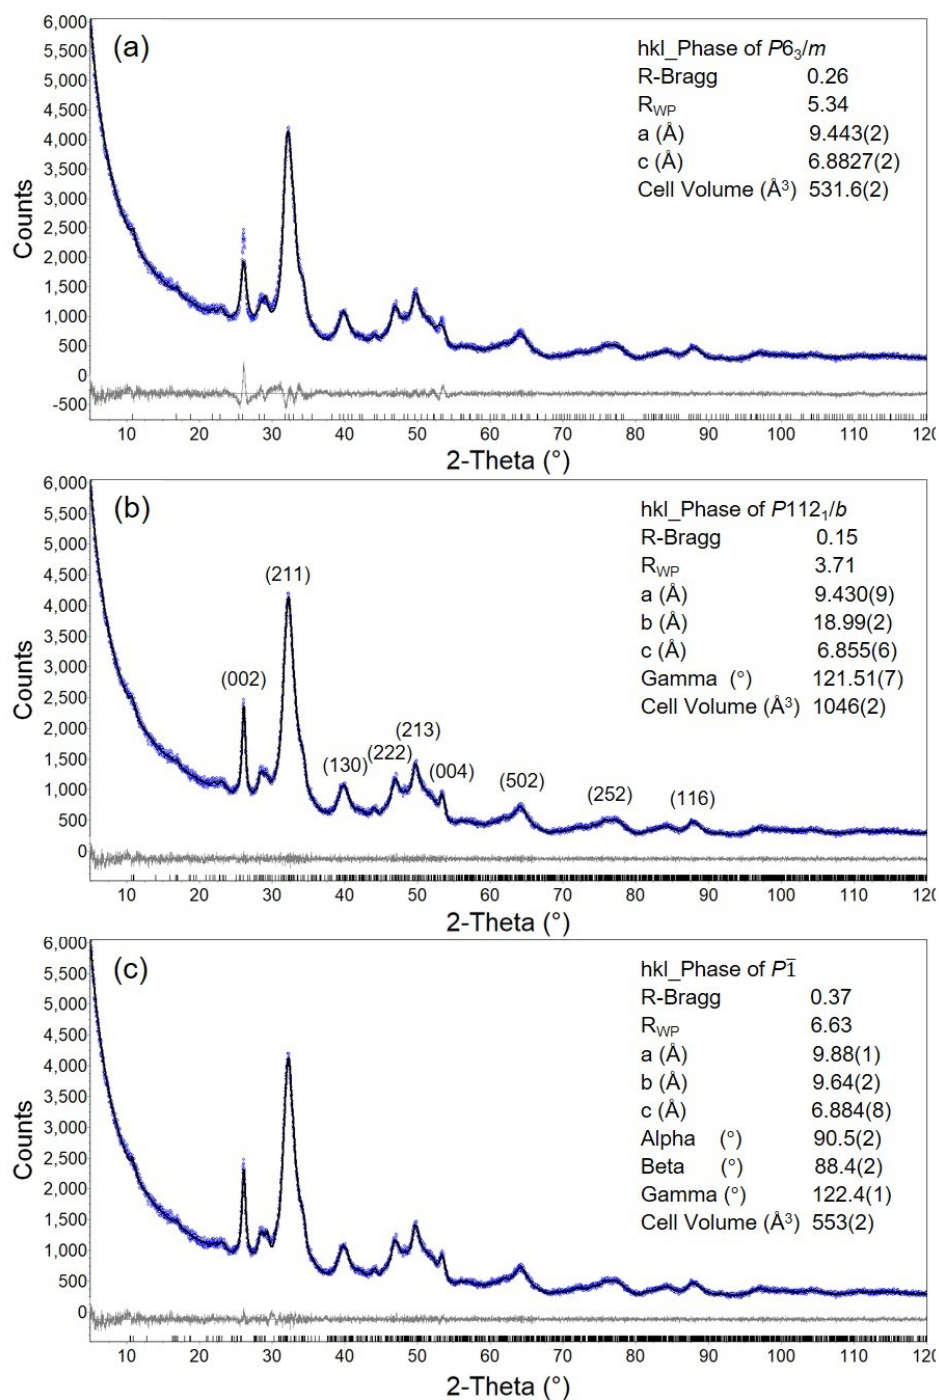 (a)
hkl_Phase of P6₃/m
R-Bragg 0.26
R_WP 5.34
a (Å) 9.443(2)
c (Å) 6.8827(2)
Cell Volume (Å³) 531.6(2)
Counts
6,000
5,500
5,000
4,500
4,000
3,500
3,000
2,500
2,000
1,500
1,000
500
0
-500
10 20 30 40 50 60 70 80 90 100 110 120
2-Theta (°)
(b)
hkl_Phase of P112₁/b
R-Bragg 0.15
R_WP 3.71
a (Å) 9.430(9)
b (Å) 18.99(2)
c (Å) 6.855(6)
Gamma (°) 121.51(7)
Cell Volume (Å³) 1046(2)
(211)
(002)
(213)
(222)
(130)
(004)
(502)
(252)
(116)
Counts
6,000
5,500
5,000
4,500
4,000
3,500
3,000
2,500
2,000
1,500
1,000
500
0
10 20 30 40 50 60 70 80 90 100 110 120
2-Theta (°)
(c)
hkl_Phase of P1̄
R-Bragg 0.37
R_WP 6.63
a (Å) 9.88(1)
b (Å) 9.64(2)
c (Å) 6.884(8)
Alpha (°) 90.5(2)
Beta (°) 88.4(2)
Gamma (°) 122.4(1)
Cell Volume (Å³) 553(2)
Counts
6,000
5,500
5,000
4,500
4,000
3,500
3,000
2,500
2,000
1,500
1,000
500
0
10 20 30 40 50 60 70 80 90 100 110 120
2-Theta (°)